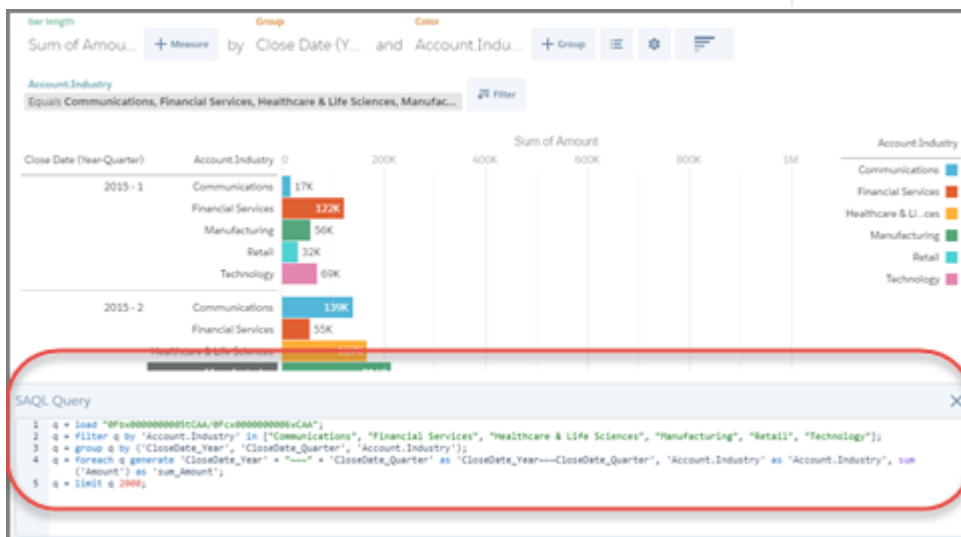 bar length
Group
Color
Sum of Amou... + Measure by Close Date (Y... and Account.Indu... + Group
Account.Industry
Equals Communications, Financial Services, Healthcare & Life Sciences, Manufac...
Filter
Sum of Amount
Account.Industry
Close Date (Year-Quarter) Account.Industry 0 200K 400K 600K 800K 1M
Communications
2015 - 1 Communications 17K
Financial Services
Financial Services 122K
Healthcare & Li...ces
Manufacturing 56K
Manufacturing
Retail 32K
Retail
Technology 69K
Technology
2015 - 2 Communications 139K
Financial Services 55K
Healthcare & Life Sciences 167K
SAQL Query
1 q = load
2 q = filter q by 'Account.Industry' in ["Communications", "Financial Services", "Healthcare & Life Sciences", "Manufacturing", "Retail", "Technology"];
3 q = group q by ('CloseDate_Year', 'CloseDate_Quarter', 'Account.Industry');
4 q = foreach q generate 'CloseDate_Year' + "~~~" + 'CloseDate_Quarter' as 'CloseDate_Year~~~CloseDate_Quarter', 'Account.Industry' as 'Account.Industry', sum
('Amount') as 'sum_Amount';
5 q = limit q 2000;